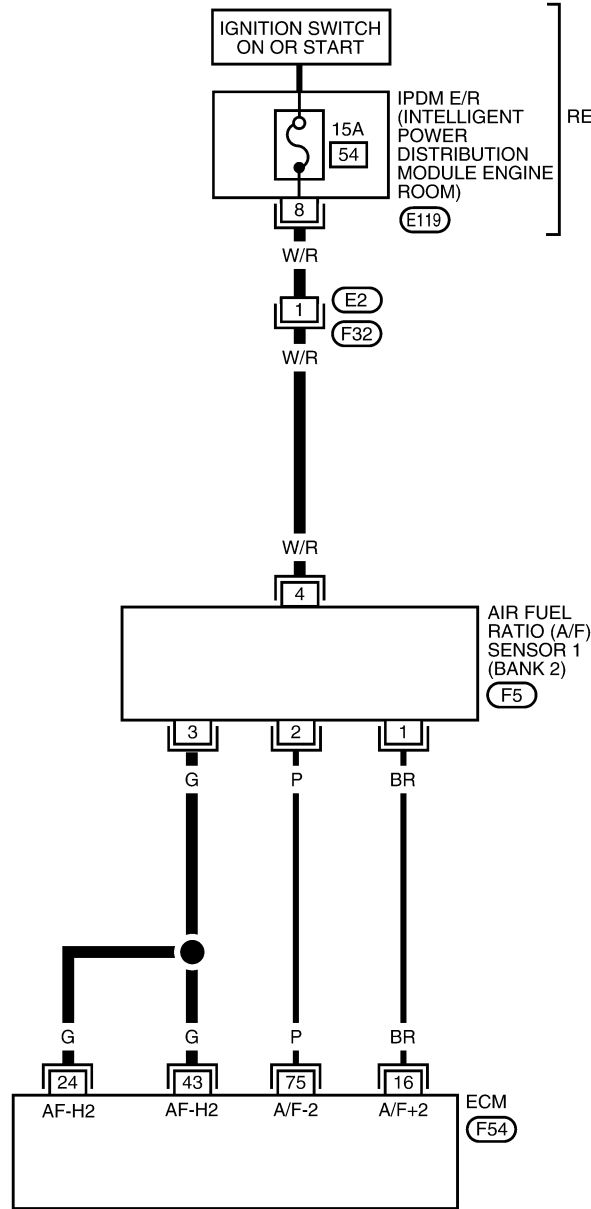 IGNITION SWITCH
ON OR START
IPDM E/R
(INTELLIGENT
POWER
DISTRIBUTION
MODULE ENGINE
ROOM)
RE
15A
54
8
E119
W/R
1
E2
F32
W/R
W/R
4
AIR FUEL
RATIO (A/F)
SENSOR 1
(BANK 2)
F5
3 2 1
G P BR
G G P BR
24 43 75 16
AF-H2 AF-H2 A/F-2 A/F+2
ECM
F54